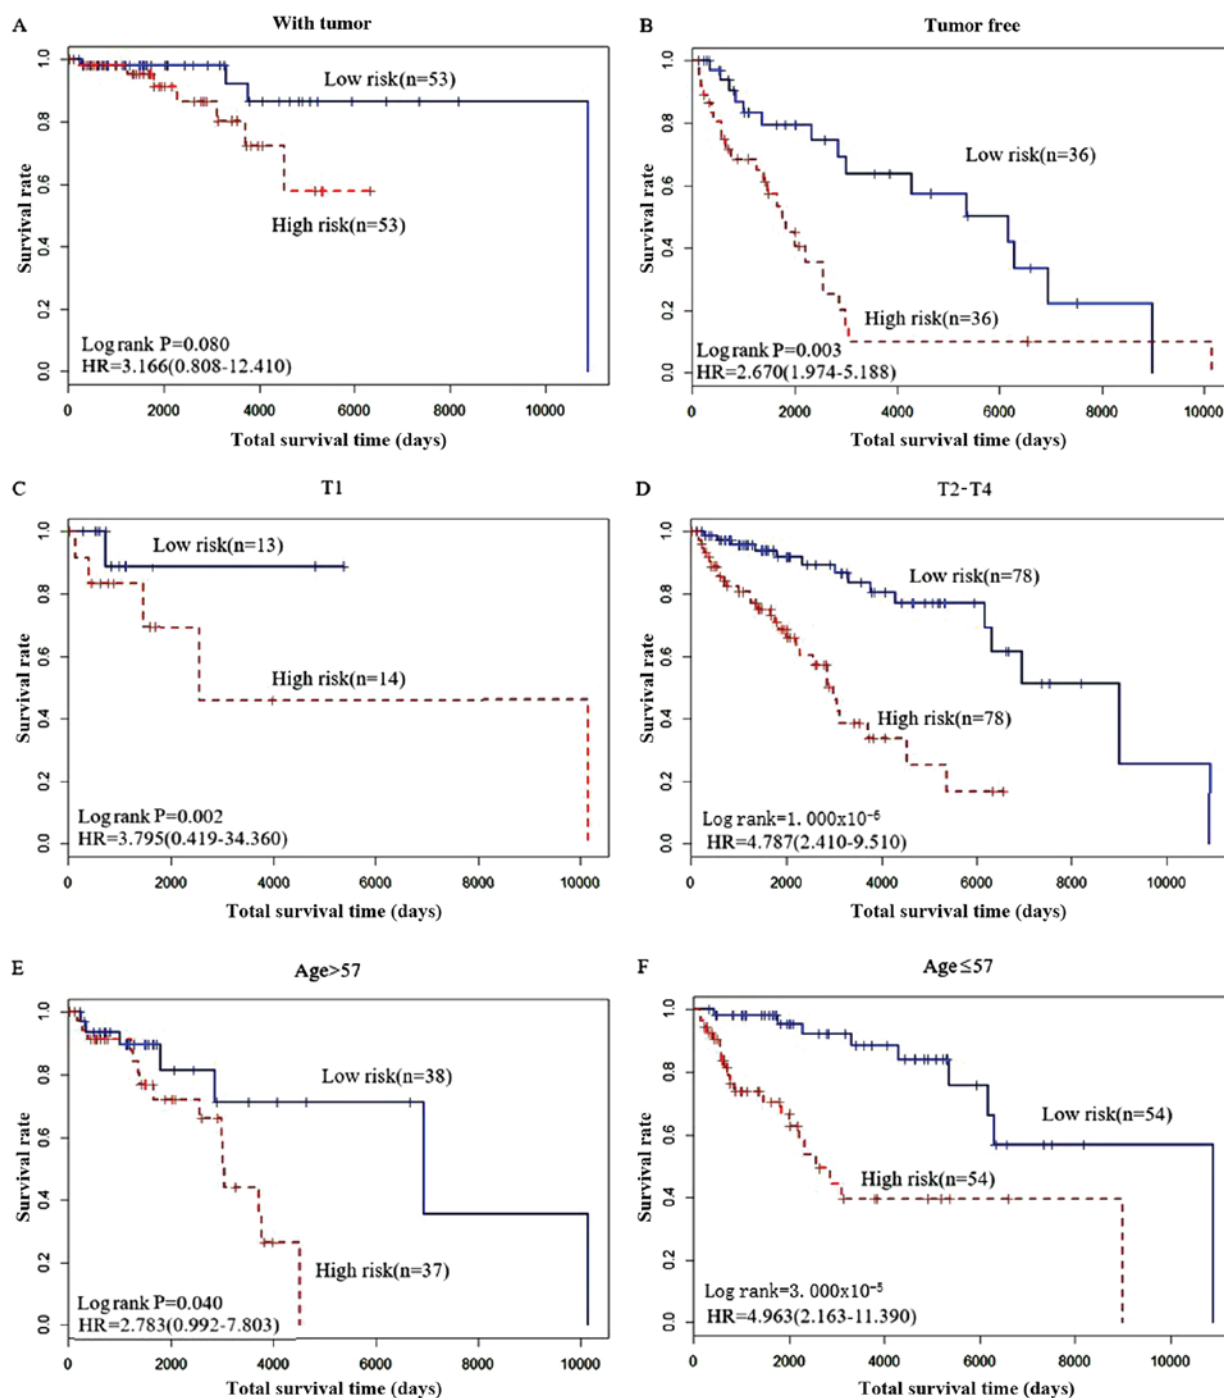 A
With tumor
Survival rate
1.0
0.8
0.6
0.4
0.2
0.0
Low risk(n=53)
High risk(n=53)
Log rank P=0.080
HR=3.166(0.808-12.410)
0 2000 4000 6000 8000 10000
Total survival time (days)
B
Tumor free
Survival rate
1.0
0.8
0.6
0.4
0.2
0.0
Low risk(n=36)
High risk(n=36)
Log rank P=0.003
HR=2.670(1.974-5.188)
0 2000 4000 6000 8000 10000
Total survival time (days)
C
T1
Survival rate
1.0
0.8
0.6
0.4
0.2
0.0
Low risk(n=13)
High risk(n=14)
Log rank P=0.002
HR=3.795(0.419-34.360)
0 2000 4000 6000 8000 10000
Total survival time (days)
D
T2-T4
Survival rate
1.0
0.8
0.6
0.4
0.2
0.0
Low risk(n=78)
High risk(n=78)
Log rank=1.000x10⁻⁶
HR=4.787(2.410-9.510)
0 2000 4000 6000 8000 10000
Total survival time (days)
E
Age>57
Survival rate
1.0
0.8
0.6
0.4
0.2
0.0
Low risk(n=38)
High risk(n=37)
Log rank P=0.040
HR=2.783(0.992-7.803)
0 2000 4000 6000 8000 10000
Total survival time (days)
F
Age≤57
Survival rate
1.0
0.8
0.6
0.4
0.2
0.0
Low risk(n=54)
High risk(n=54)
Log rank=3.000x10⁻⁵
HR=4.963(2.163-11.390)
0 2000 4000 6000 8000 10000
Total survival time (days)